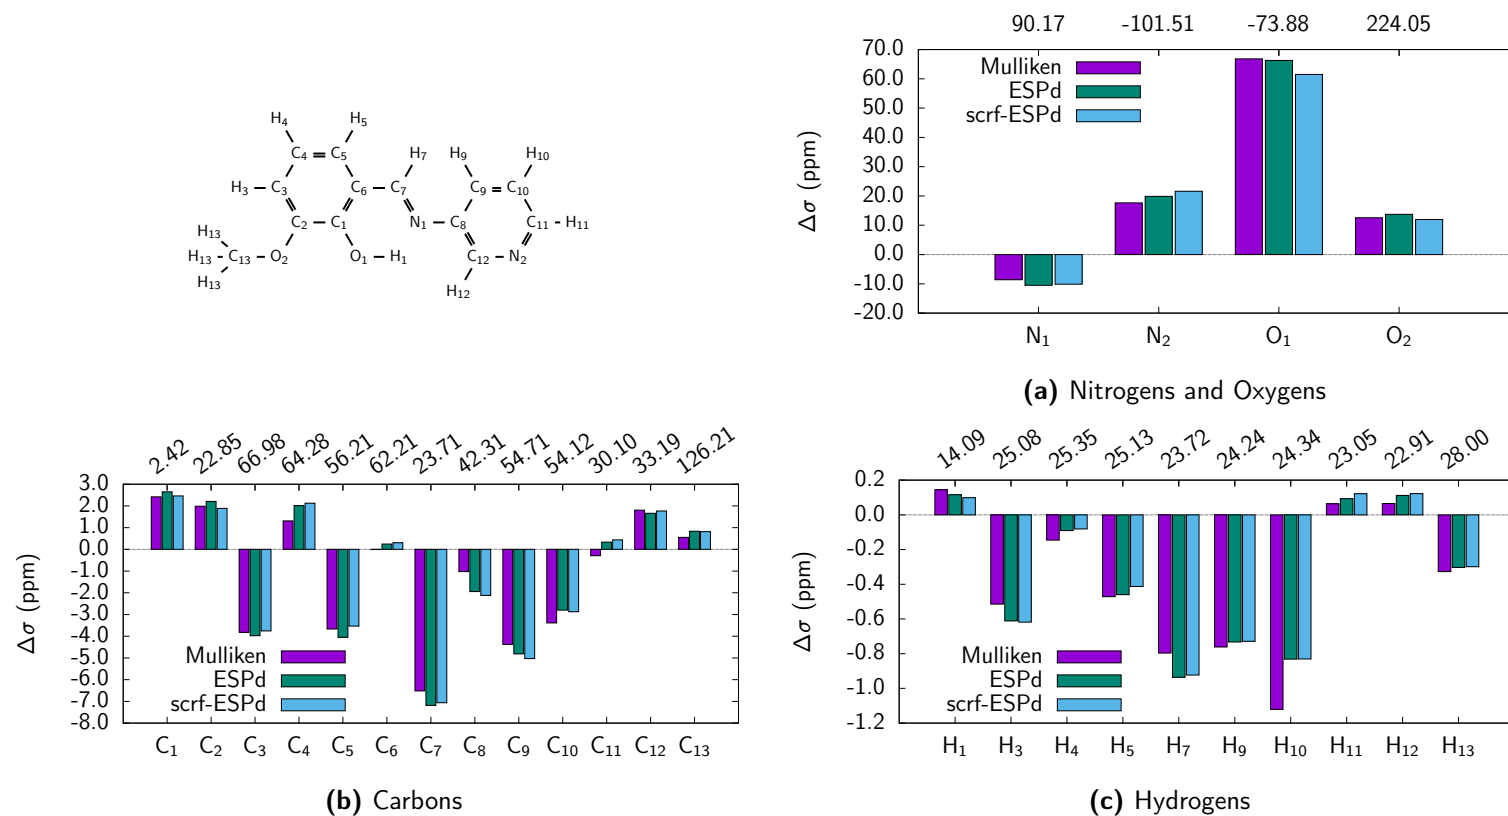 H4 H5
C4 C5 H7 H9 H10
H3 C3 C6 C7 C9 C10
C2 C1 N1 C8 C11 H11
H13
H13 C13 O2 O1 H1 C12 N2
H13
H12
90.17 -101.51 -73.88 224.05
70.0
60.0
50.0
40.0
30.0
20.0
10.0
0.0
-10.0
-20.0
Δσ (ppm)
Mulliken
ESPd
scrf-ESPd
N1 N2 O1 O2
(a) Nitrogens and Oxygens
2.42 22.85 66.98 64.28 56.21 62.21 23.71 42.31 54.71 54.12 30.10 33.19 126.21
3.0
2.0
1.0
0.0
-1.0
-2.0
-3.0
-4.0
-5.0
-6.0
-7.0
-8.0
Δσ (ppm)
Mulliken
ESPd
scrf-ESPd
C1 C2 C3 C4 C5 C6 C7 C8 C9 C10 C11 C12 C13
(b) Carbons
14.09 25.08 25.35 25.13 23.72 24.24 24.34 23.05 22.91 28.00
0.2
0.0
-0.2
-0.4
-0.6
-0.8
-1.0
-1.2
Δσ (ppm)
Mulliken
ESPd
scrf-ESPd
H1 H3 H4 H5 H7 H9 H10 H11 H12 H13
(c) Hydrogens